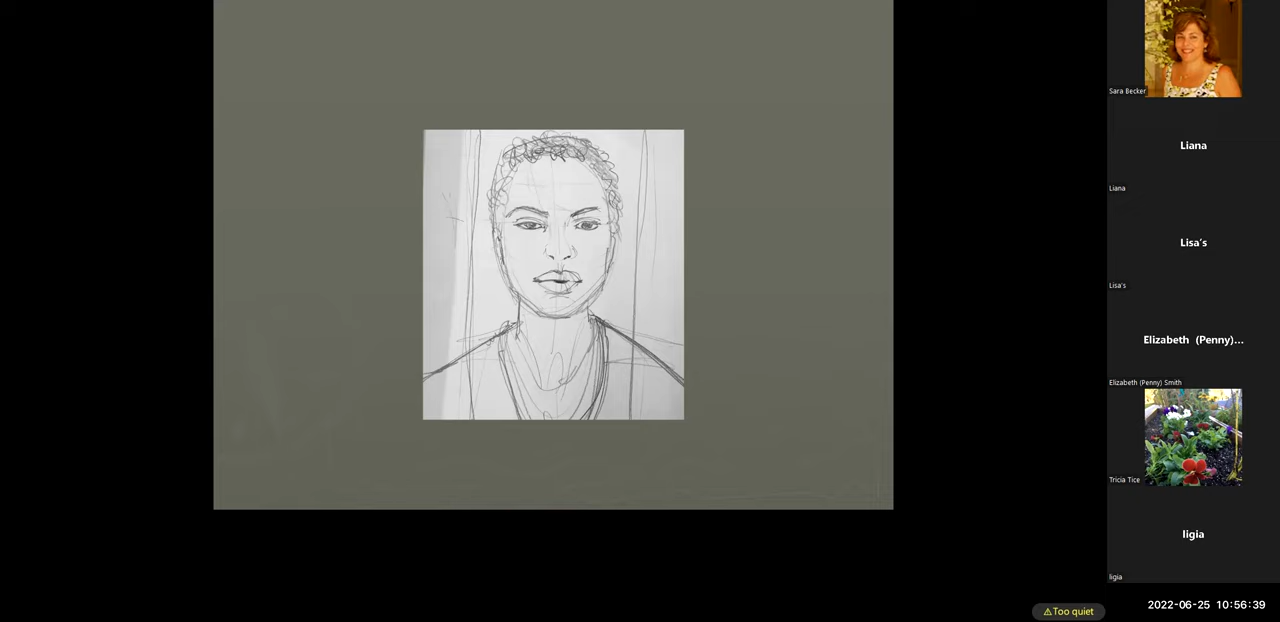 Sara Becker
Liana
Liana
Lisa's
Lisa's
Elizabeth (Penny)...
Elizabeth (Penny) Smith
Tricia Tice
ligia
ligia
⚠Too quiet
2022-06-25 10:56:39